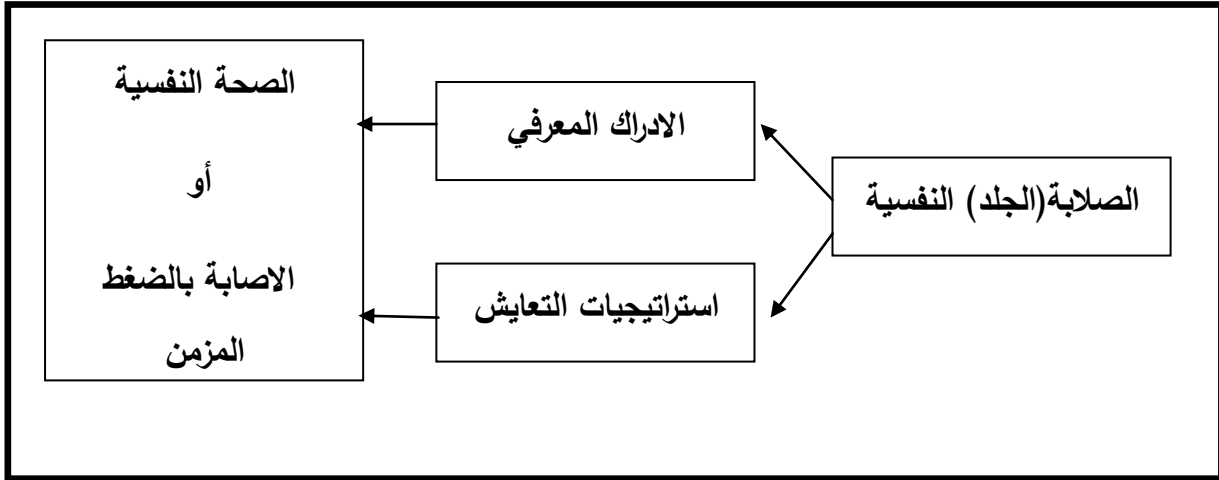 الصلابة(الجلد) النفسية
الادراك المعرفي
استراتيجيات التعايش
الصحة النفسية
أو
الاصابة بالضغط
المزمن